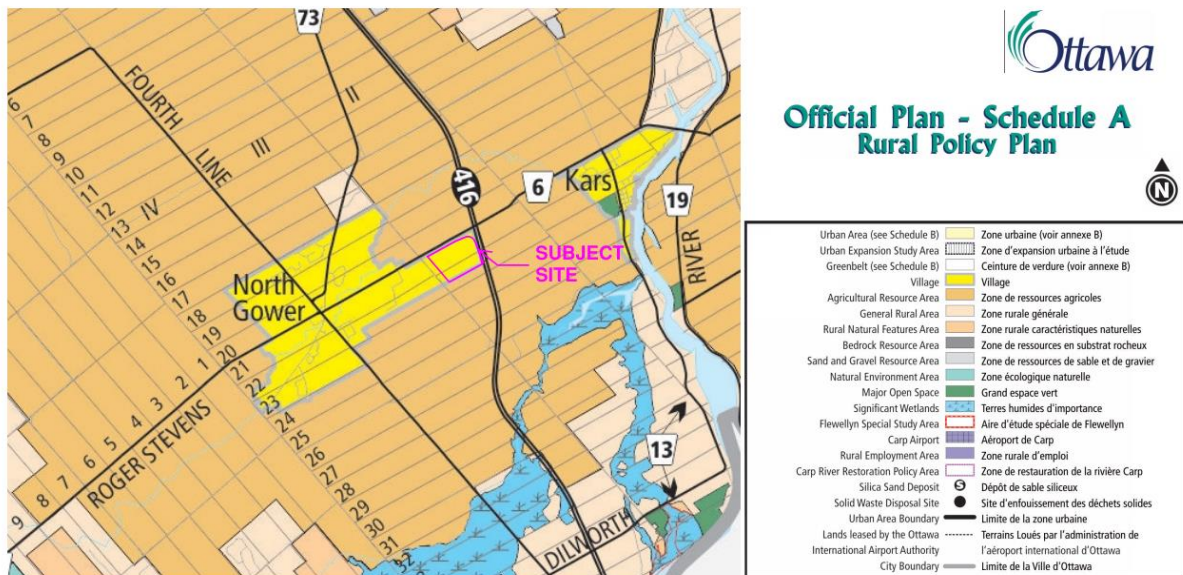 73
FOURTH
LINE
II
III
IV
6
7
8
9
10
11
12
13
14
15
16
17
18
19
20
21
22
23
24
25
26
27
28
29
30
31
32
416
6
Kars
19
RIVER
SUBJECT
SITE
North
Gower
1
2
3
4
5
6
7
8
9
ROGER STEVENS
13
DILWORTH
Ottawa
Official Plan - Schedule A
Rural Policy Plan
N
Urban Area (see Schedule B) Zone urbaine (voir annexe B)
Urban Expansion Study Area Zone d'expansion urbaine à l'étude
Greenbelt (see Schedule B) Ceinture de verdure (voir annexe B)
Village Village
Agricultural Resource Area Zone de ressources agricoles
General Rural Area Zone rurale générale
Rural Natural Features Area Zone rurale caractéristiques naturelles
Bedrock Resource Area Zone de ressources en substrat rocheux
Sand and Gravel Resource Area Zone de ressources de sable et de gravier
Natural Environment Area Zone écologique naturelle
Major Open Space Grand espace vert
Significant Wetlands Terres humides d'importance
Flewellyn Special Study Area Aire d'étude spéciale de Flewellyn
Carp Airport Aéroport de Carp
Rural Employment Area Zone rurale d'emploi
Carp River Restoration Policy Area Zone de restauration de la rivière Carp
Silica Sand Deposit S Dépôt de sable siliceux
Solid Waste Disposal Site Site d'enfouissement des déchets solides
Urban Area Boundary Limite de la zone urbaine
Lands leased by the Ottawa Terrains Loués par l'administration de
International Airport Authority l'aéroport international d'Ottawa
City Boundary Limite de la Ville d'Ottawa